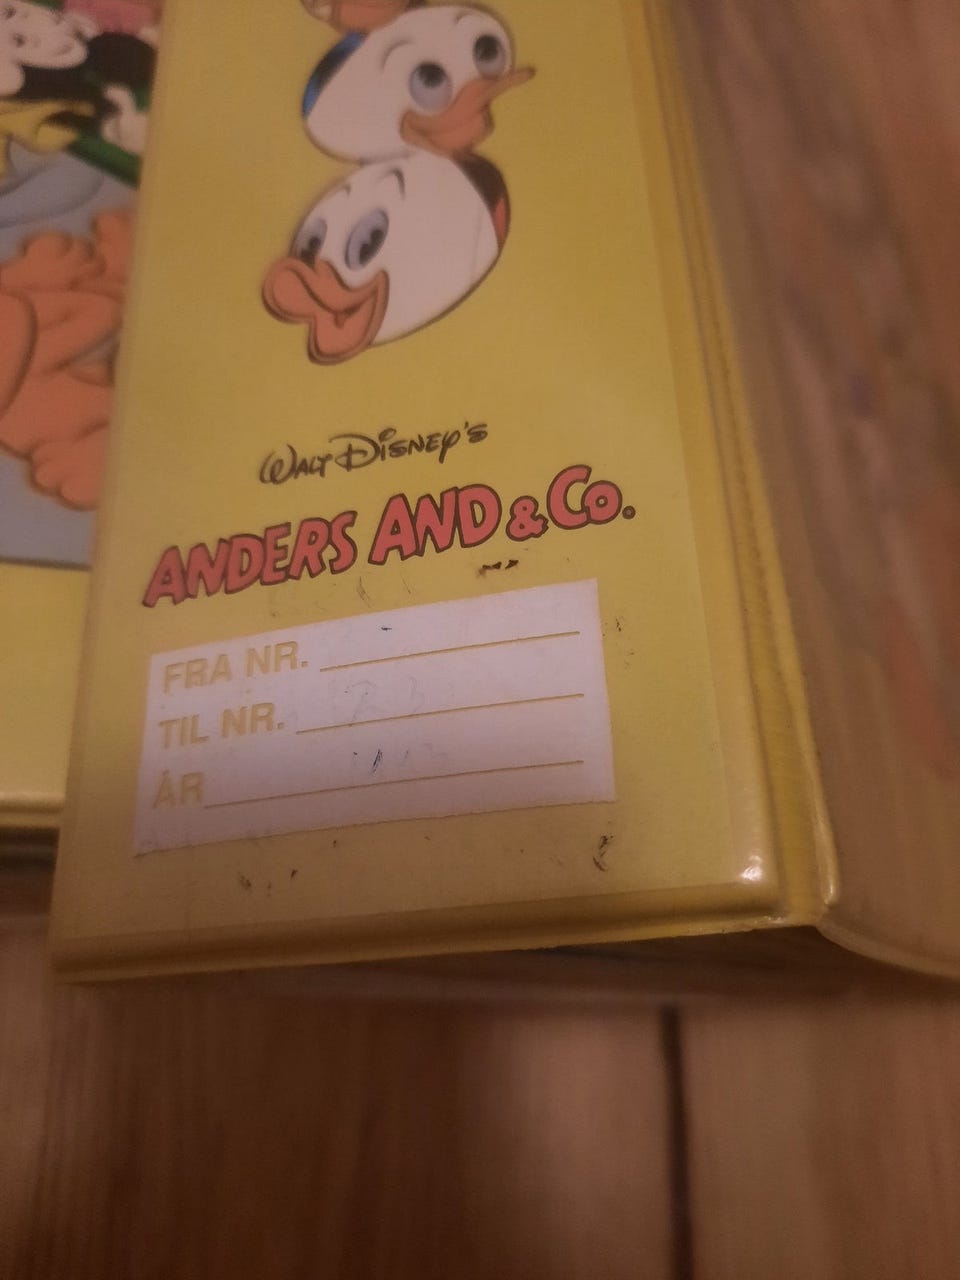 Walt Disney's
ANDERS AND & Co.
FRA NR.
TIL NR.
ÅR